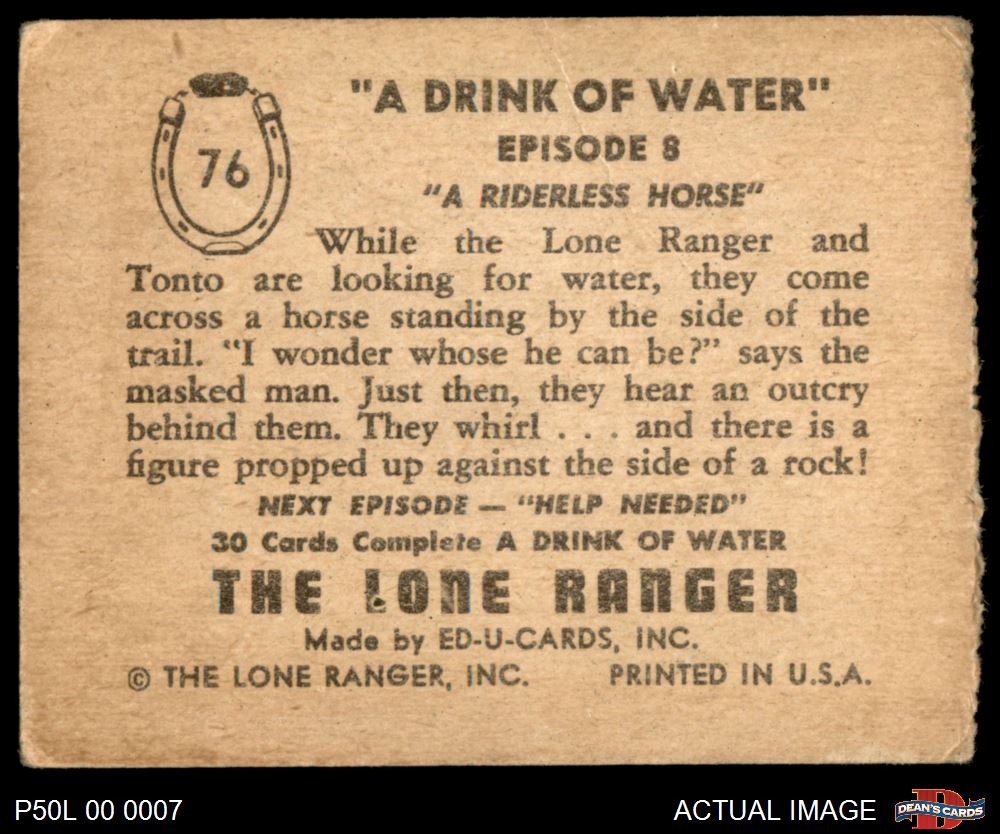 76
"A DRINK OF WATER"
EPISODE 8
"A RIDERLESS HORSE"
While the Lone Ranger and
Tonto are looking for water, they come
across a horse standing by the side of the
trail. "I wonder whose he can be?" says the
masked man. Just then, they hear an outcry
behind them. They whirl . . . and there is a
figure propped up against the side of a rock!
NEXT EPISODE — "HELP NEEDED"
30 Cards Complete A DRINK OF WATER
THE LONE RANGER
Made by ED-U-CARDS, INC.
© THE LONE RANGER, INC. PRINTED IN U.S.A.
P50L 00 0007 ACTUAL IMAGE DEAN'S CARDS